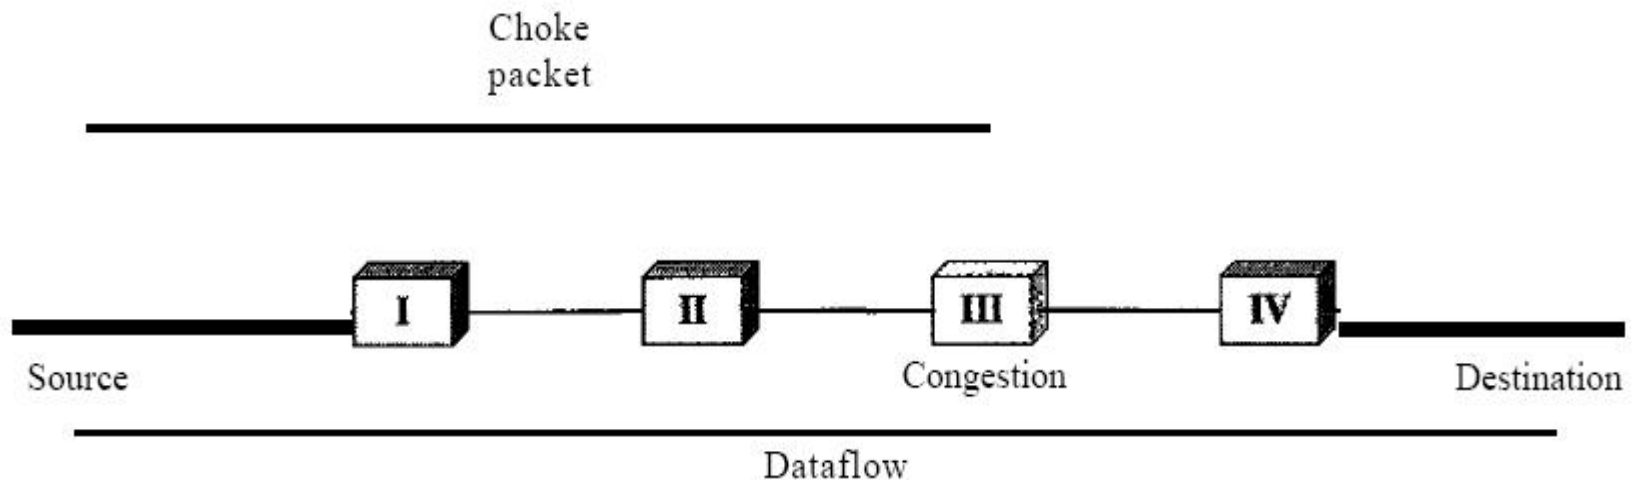 Choke
packet
I
II
III
IV
Source
Congestion
Destination
Dataflow